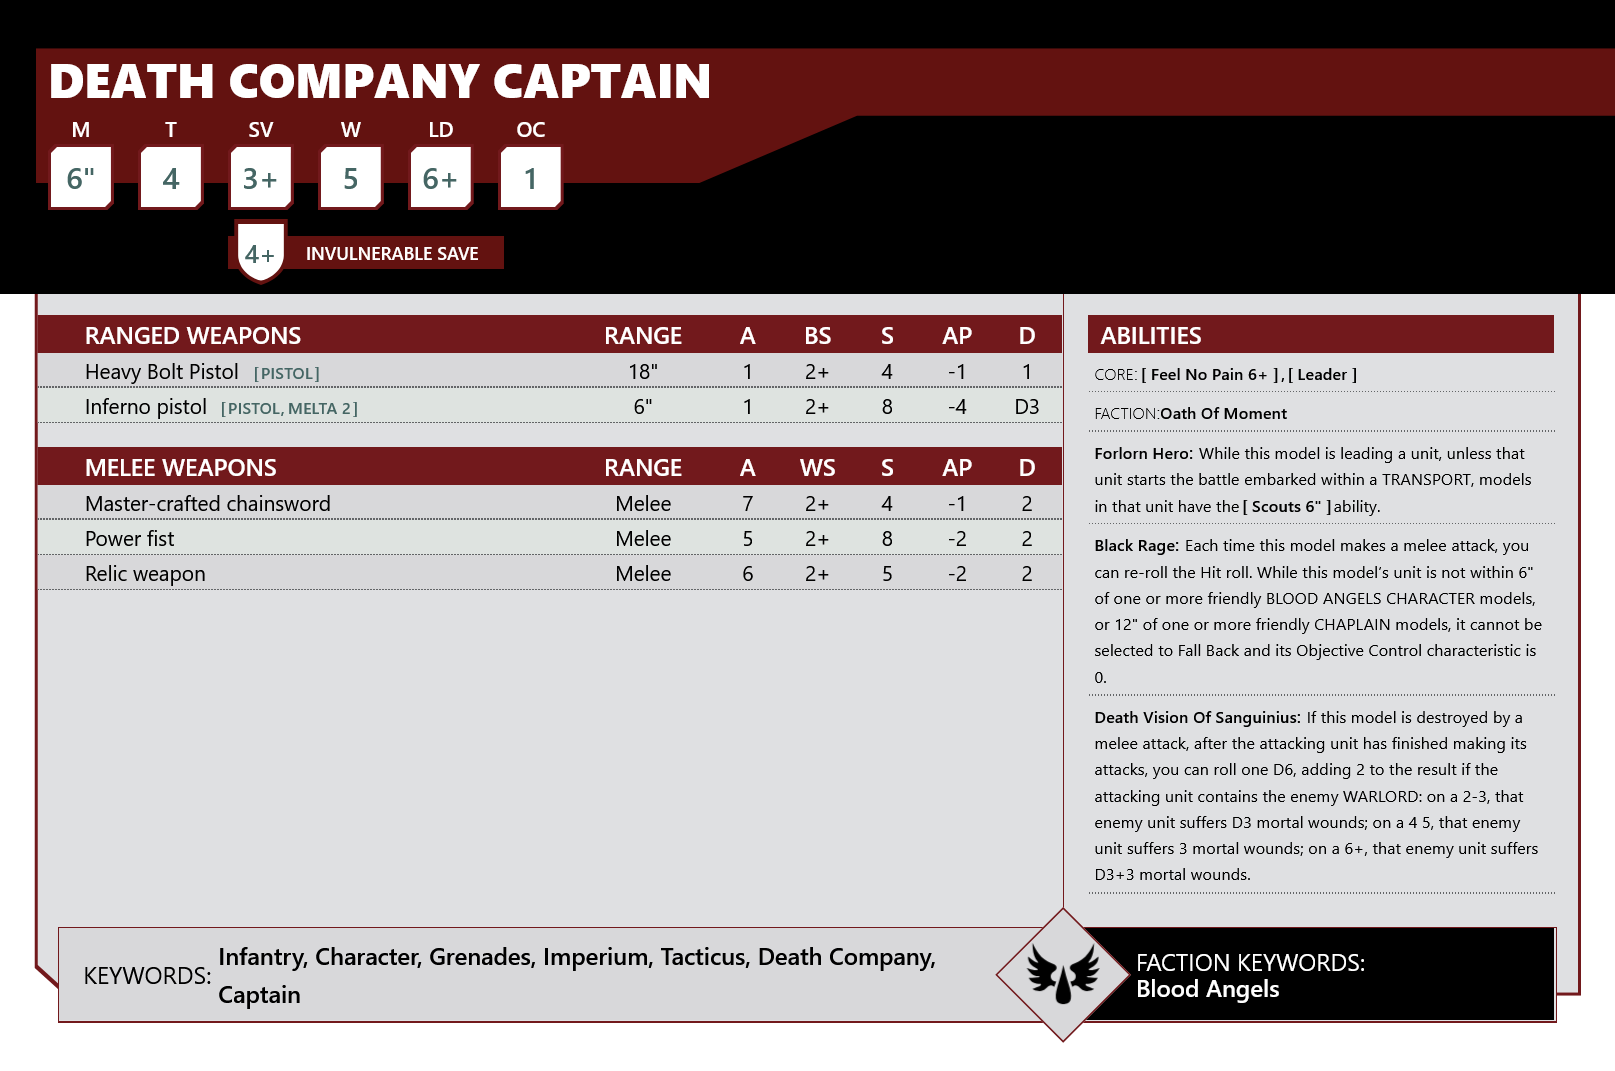 DEATH COMPANY CAPTAIN
M T SV W LD OC
6" 4 3+ 5 6+ 1
4+ INVULNERABLE SAVE
RANGED WEAPONS RANGE A BS S AP D
Heavy Bolt Pistol [PISTOL] 18" 1 2+ 4 -1 1
Inferno pistol [PISTOL, MELTA 2] 6" 1 2+ 8 -4 D3
MELEE WEAPONS RANGE A WS S AP D
Master-crafted chainsword Melee 7 2+ 4 -1 2
Power fist Melee 5 2+ 8 -2 2
Relic weapon Melee 6 2+ 5 -2 2
ABILITIES
CORE: [ Feel No Pain 6+ ] , [ Leader ]
FACTION:Oath Of Moment
Forlorn Hero: While this model is leading a unit, unless that
unit starts the battle embarked within a TRANSPORT, models
in that unit have the [ Scouts 6" ] ability.
Black Rage: Each time this model makes a melee attack, you
can re-roll the Hit roll. While this model's unit is not within 6"
of one or more friendly BLOOD ANGELS CHARACTER models,
or 12" of one or more friendly CHAPLAIN models, it cannot be
selected to Fall Back and its Objective Control characteristic is
0.
Death Vision Of Sanguinius: If this model is destroyed by a
melee attack, after the attacking unit has finished making its
attacks, you can roll one D6, adding 2 to the result if the
attacking unit contains the enemy WARLORD: on a 2-3, that
enemy unit suffers D3 mortal wounds; on a 4 5, that enemy
unit suffers 3 mortal wounds; on a 6+, that enemy unit suffers
D3+3 mortal wounds.
KEYWORDS: Infantry, Character, Grenades, Imperium, Tacticus, Death Company,
Captain
FACTION KEYWORDS:
Blood Angels